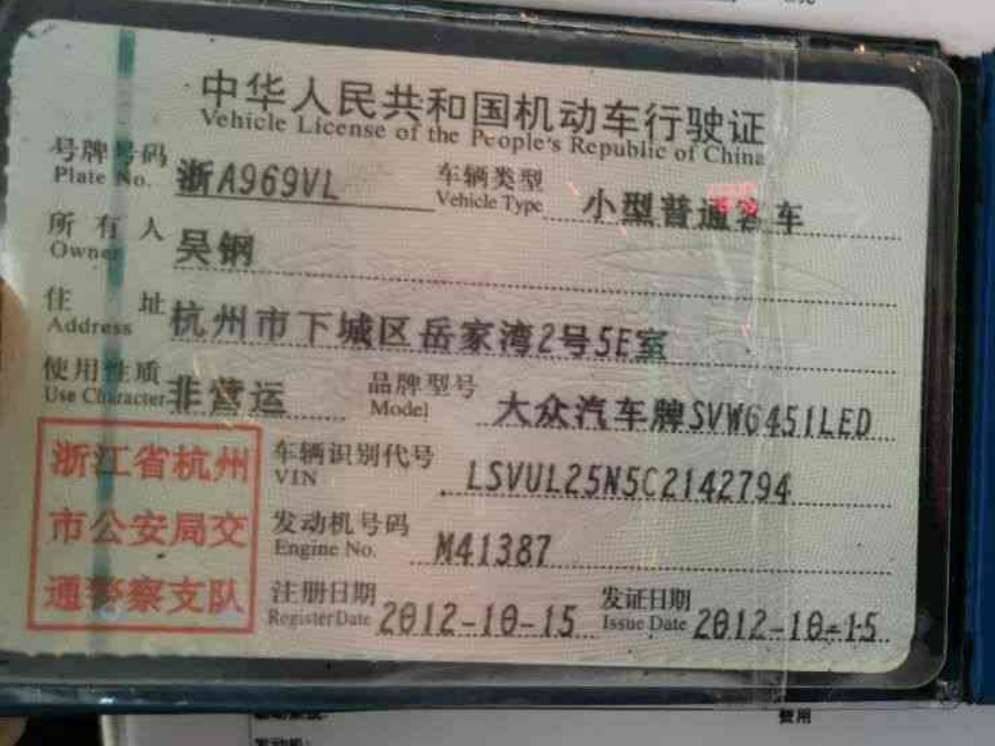 中华人民共和国机动车行驶证
Vehicle License of the People's Republic of China
号牌号码 浙A969VL 车辆类型 小型普通客车
Plate No. Vehicle Type
所有人 吴钢
Owner
住址 杭州市下城区岳家湾2号5E室
Address
使用性质 非营运 品牌型号 大众汽车牌SVW6451LED
Use Character Model
浙江省杭州
市公安局交
通警察支队
车辆识别代号 LSVUL25N5C2142794
VIN
发动机号码 M41387
Engine No.
注册日期 2012-10-15 发证日期 2012-10-15
Register Date Issue Date
费用
发动机: